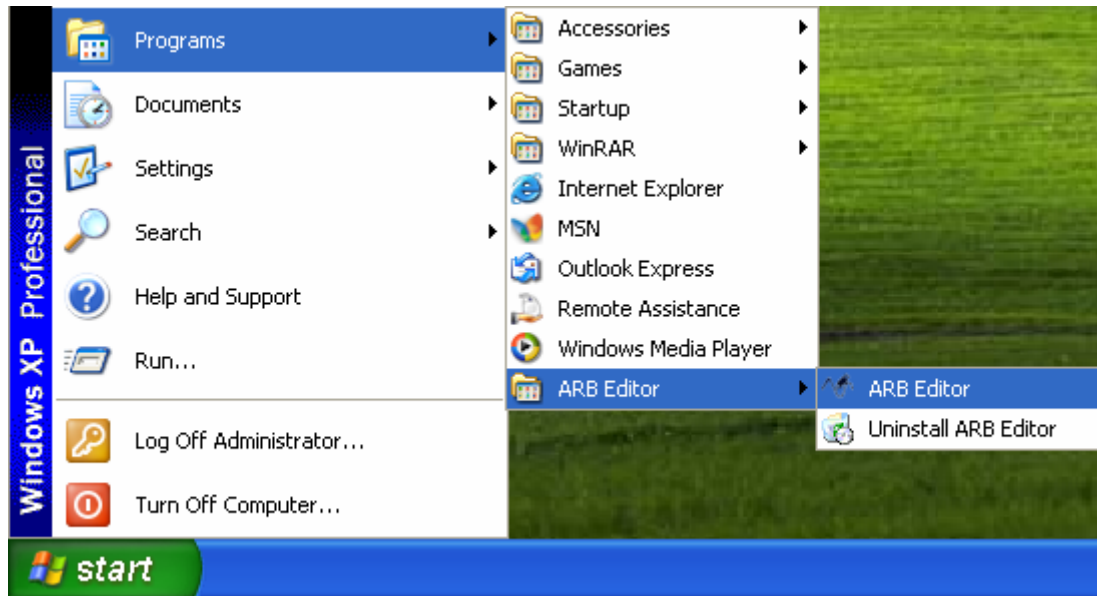 Windows XP Professional
Programs
Documents
Settings
Search
Help and Support
Run...
Log Off Administrator...
Turn Off Computer...
Accessories
Games
Startup
WinRAR
Internet Explorer
MSN
Outlook Express
Remote Assistance
Windows Media Player
ARB Editor
ARB Editor
Uninstall ARB Editor
start